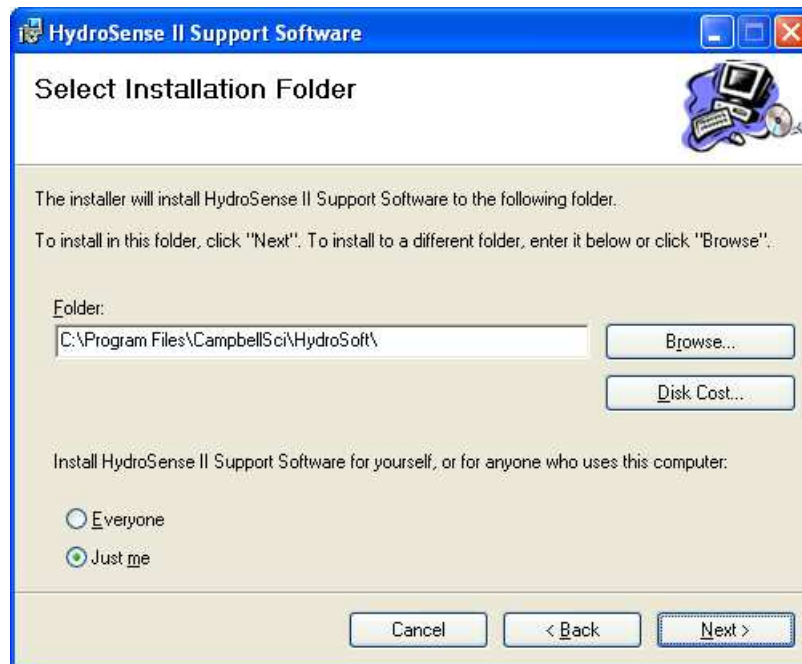 HydroSense II Support Software
Select Installation Folder
The installer will install HydroSense II Support Software to the following folder.
To install in this folder, click "Next". To install to a different folder, enter it below or click "Browse".
Folder:
C:\Program Files\CampbellSci\HydroSoft\
Browse...
Disk Cost...
Install HydroSense II Support Software for yourself, or for anyone who uses this computer:
Everyone
Just me
Cancel
< Back
Next >